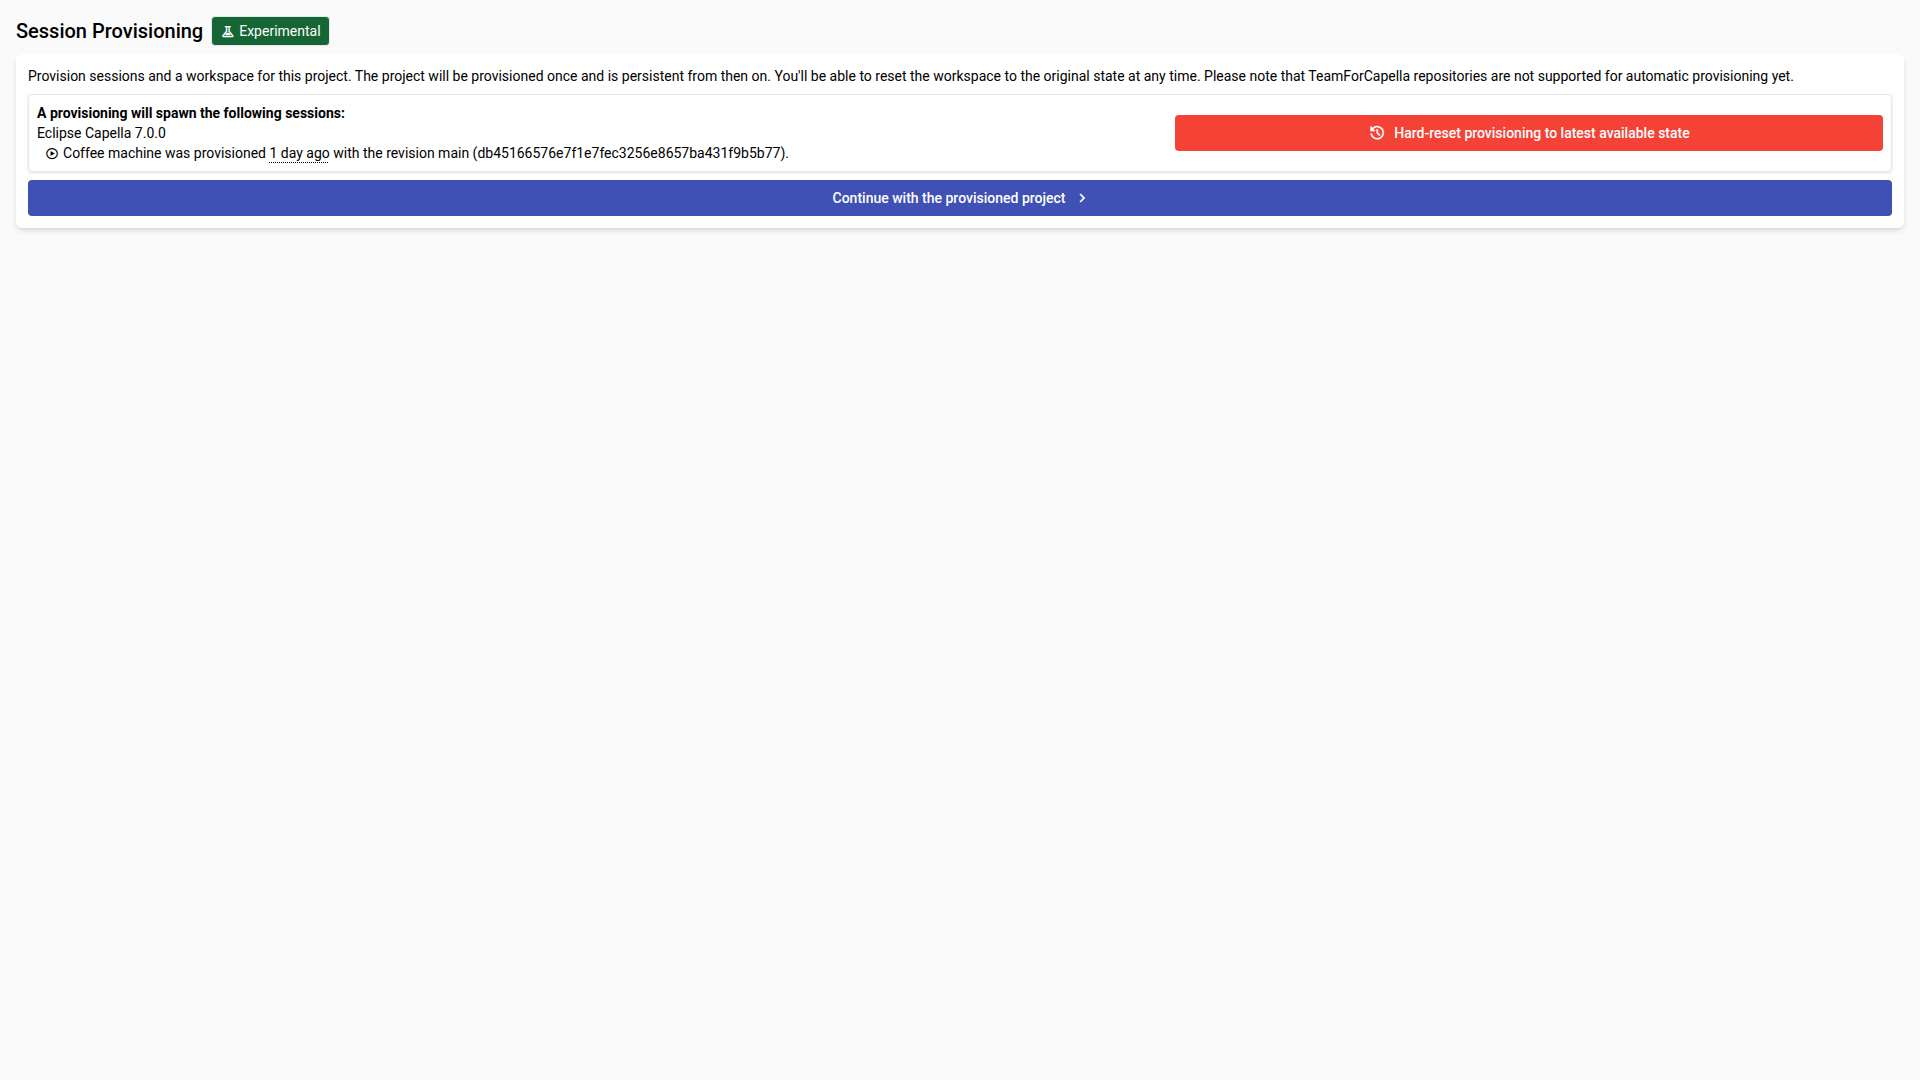 Session Provisioning
Experimental
Provision sessions and a workspace for this project. The project will be provisioned once and is persistent from then on. You'll be able to reset the workspace to the original state at any time. Please note that TeamForCapella repositories are not supported for automatic provisioning yet.
A provisioning will spawn the following sessions:
Eclipse Capella 7.0.0
Coffee machine was provisioned 1 day ago with the revision main (db45166576e7f1e7fec3256e8657ba431f9b5b77).
Hard-reset provisioning to latest available state
Continue with the provisioned project